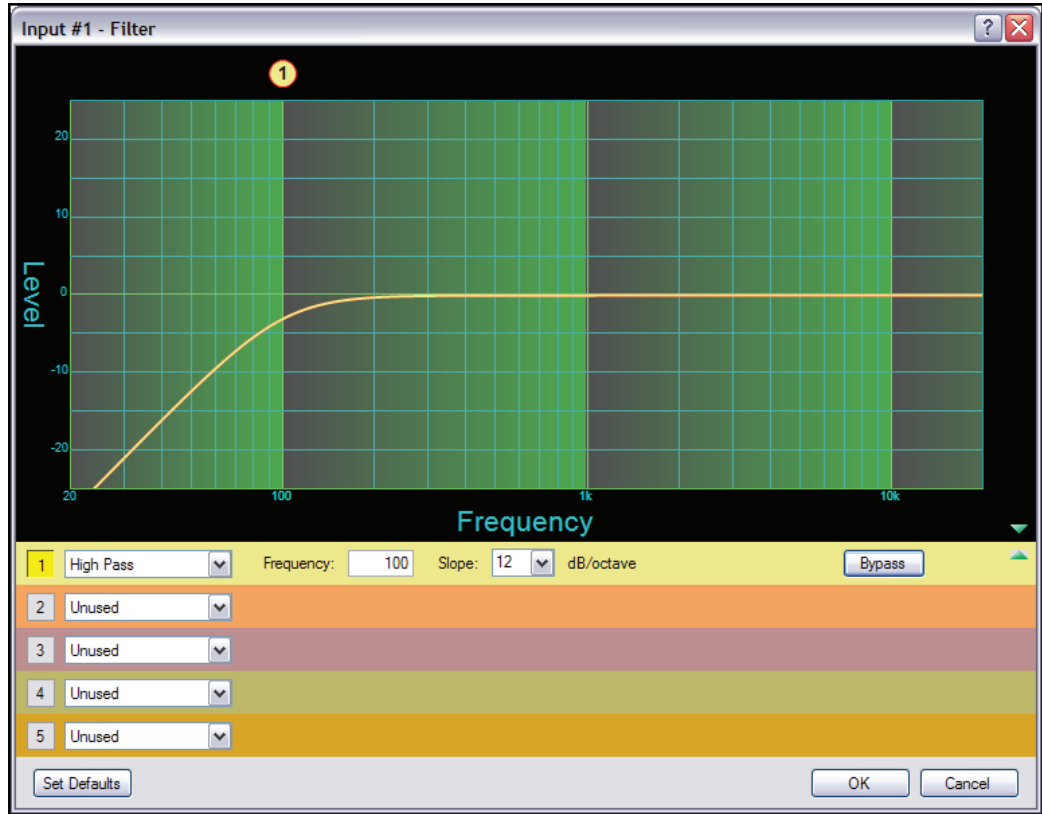 Input #1 - Filter
?
1
20
10
0
-10
-20
Level
20 100 1k 10k
Frequency
1 High Pass Frequency: 100 Slope: 12 dB/octave Bypass
2 Unused
3 Unused
4 Unused
5 Unused
Set Defaults OK Cancel